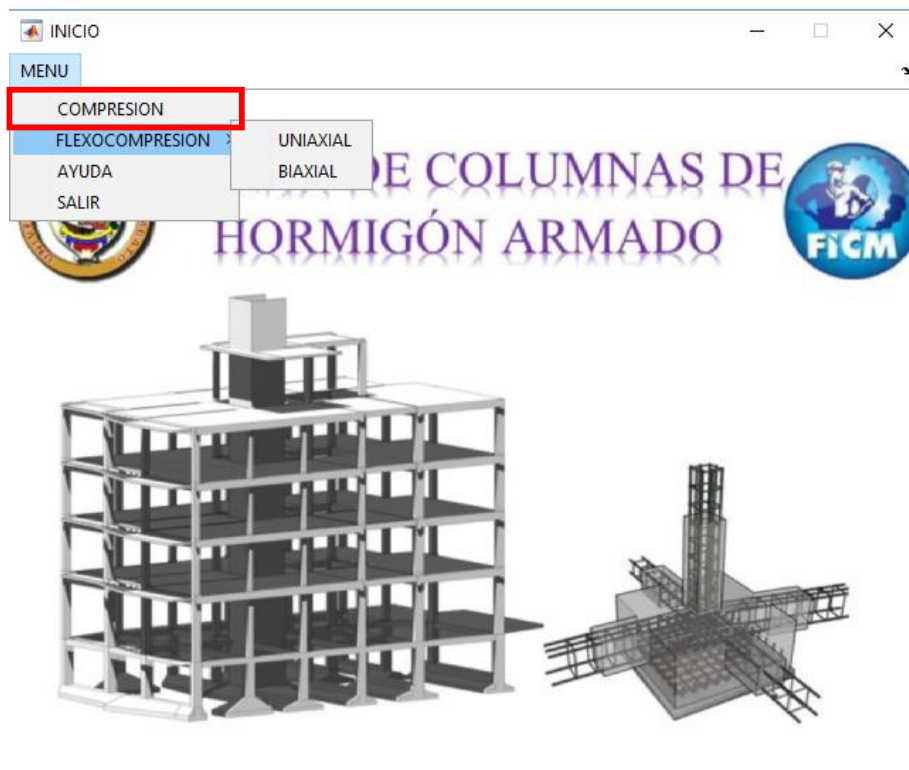 INICIO
MENU
COMPRESION
FLEXOCOMPRESION
UNIAXIAL
AYUDA
BIAXIAL
SALIR
DE COLUMNAS DE
HORMIGÓN ARMADO
FICM